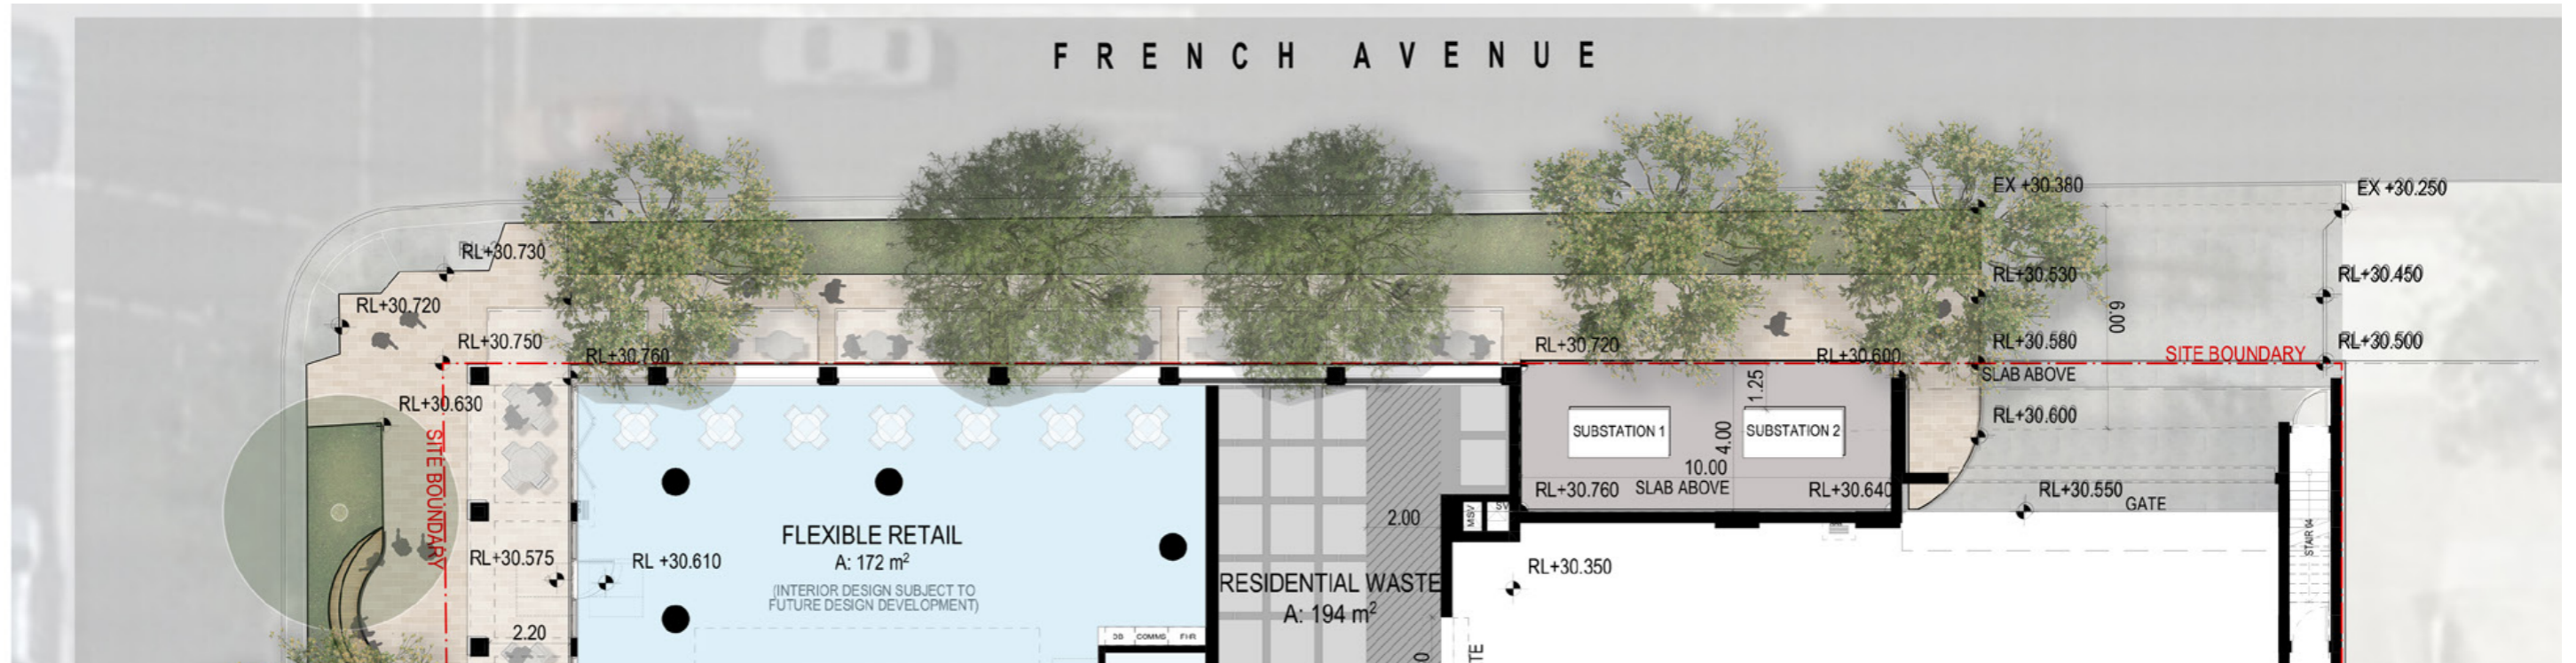 FRENCH AVENUE
EX +30.380
EX +30.250
RL+30.730
RL+30.530
RL+30.450
RL+30.720
6.00
RL+30.750
RL+30.760
RL+30.720
RL+30.600
RL+30.580
SITE BOUNDARY
RL+30.500
SLAB ABOVE
1.25
RL+30.630
RL+30.600
SITE BOUNDARY
SUBSTATION 1
4.00
SUBSTATION 2
10.00
RL+30.760
SLAB ABOVE
RL+30.640
RL+30.550
GATE
MSV
SV
2.00
FLEXIBLE RETAIL
A: 172 m²
(INTERIOR DESIGN SUBJECT TO
FUTURE DESIGN DEVELOPMENT)
RL+30.575
RL +30.610
STAIR 04
RL+30.350
RESIDENTIAL WASTE
A: 194 m²
2.20
COMMS
FHR
TE